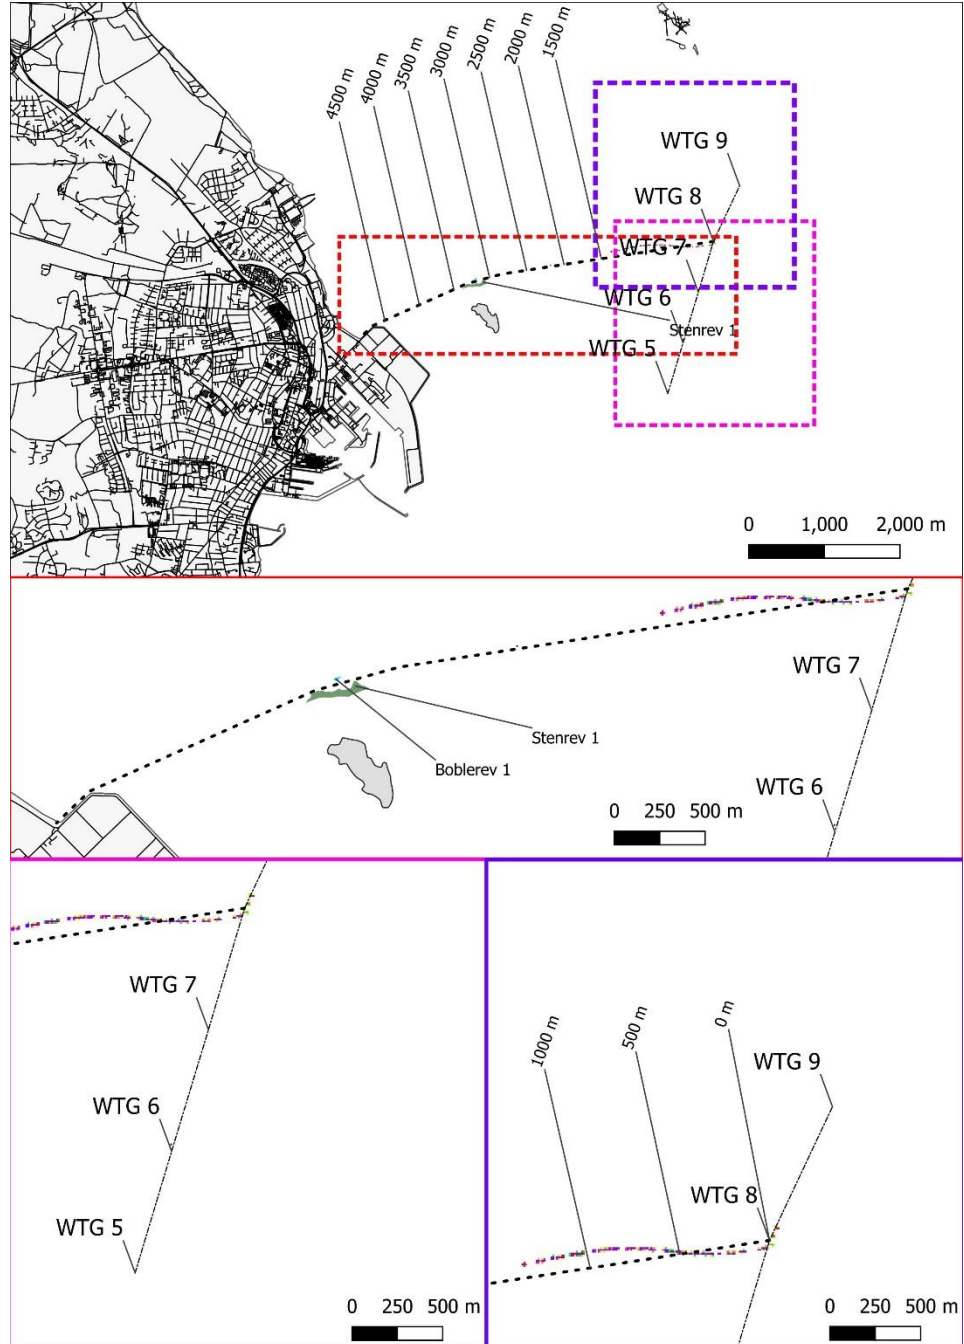 4500 m
4000 m
3500 m
3000 m
2500 m
2000 m
1500 m
WTG 9
WTG 8
WTG 7
WTG 6
Stenrev 1
WTG 5
0 1,000 2,000 m
WTG 7
Stenrev 1
Boblerev 1
WTG 6
0 250 500 m
WTG 7
WTG 6
WTG 5
0 250 500 m
1000 m
500 m
0 m
WTG 9
WTG 8
0 250 500 m